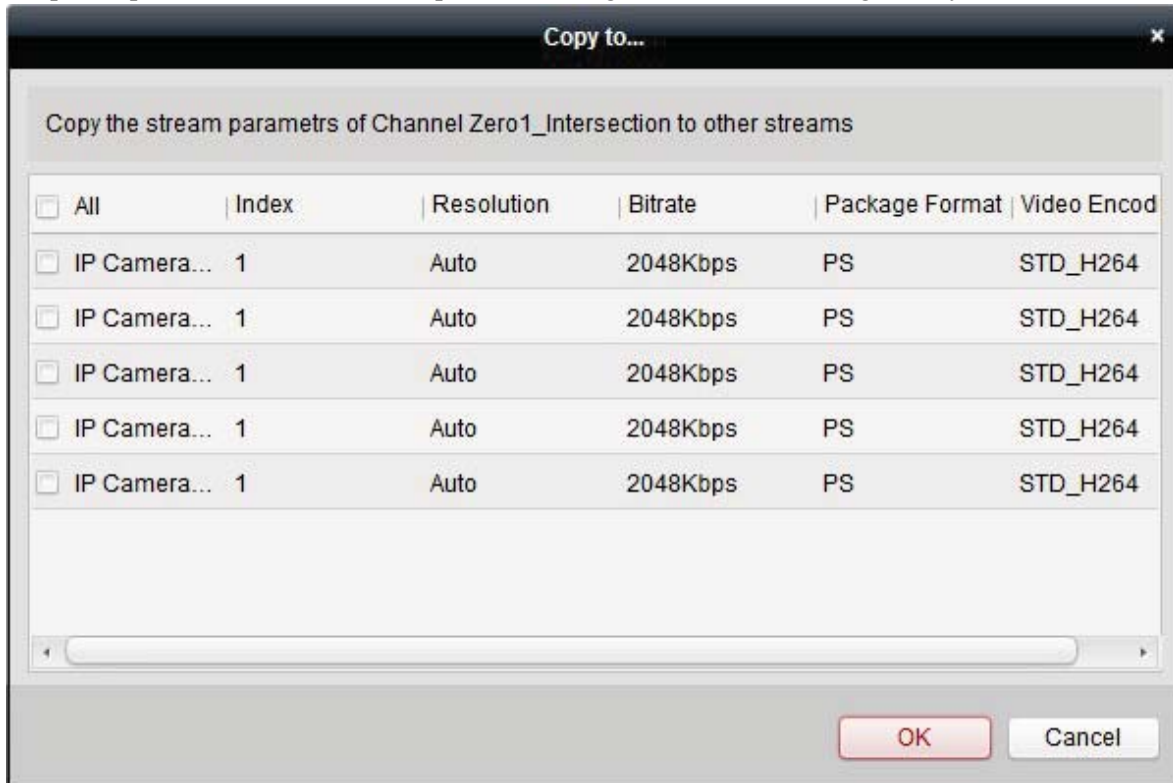 Copy to...
Copy the stream parametrs of Channel Zero1_Intersection to other streams
All Index Resolution Bitrate Package Format Video Encod
IP Camera... 1 Auto 2048Kbps PS STD_H264
IP Camera... 1 Auto 2048Kbps PS STD_H264
IP Camera... 1 Auto 2048Kbps PS STD_H264
IP Camera... 1 Auto 2048Kbps PS STD_H264
IP Camera... 1 Auto 2048Kbps PS STD_H264
OK Cancel